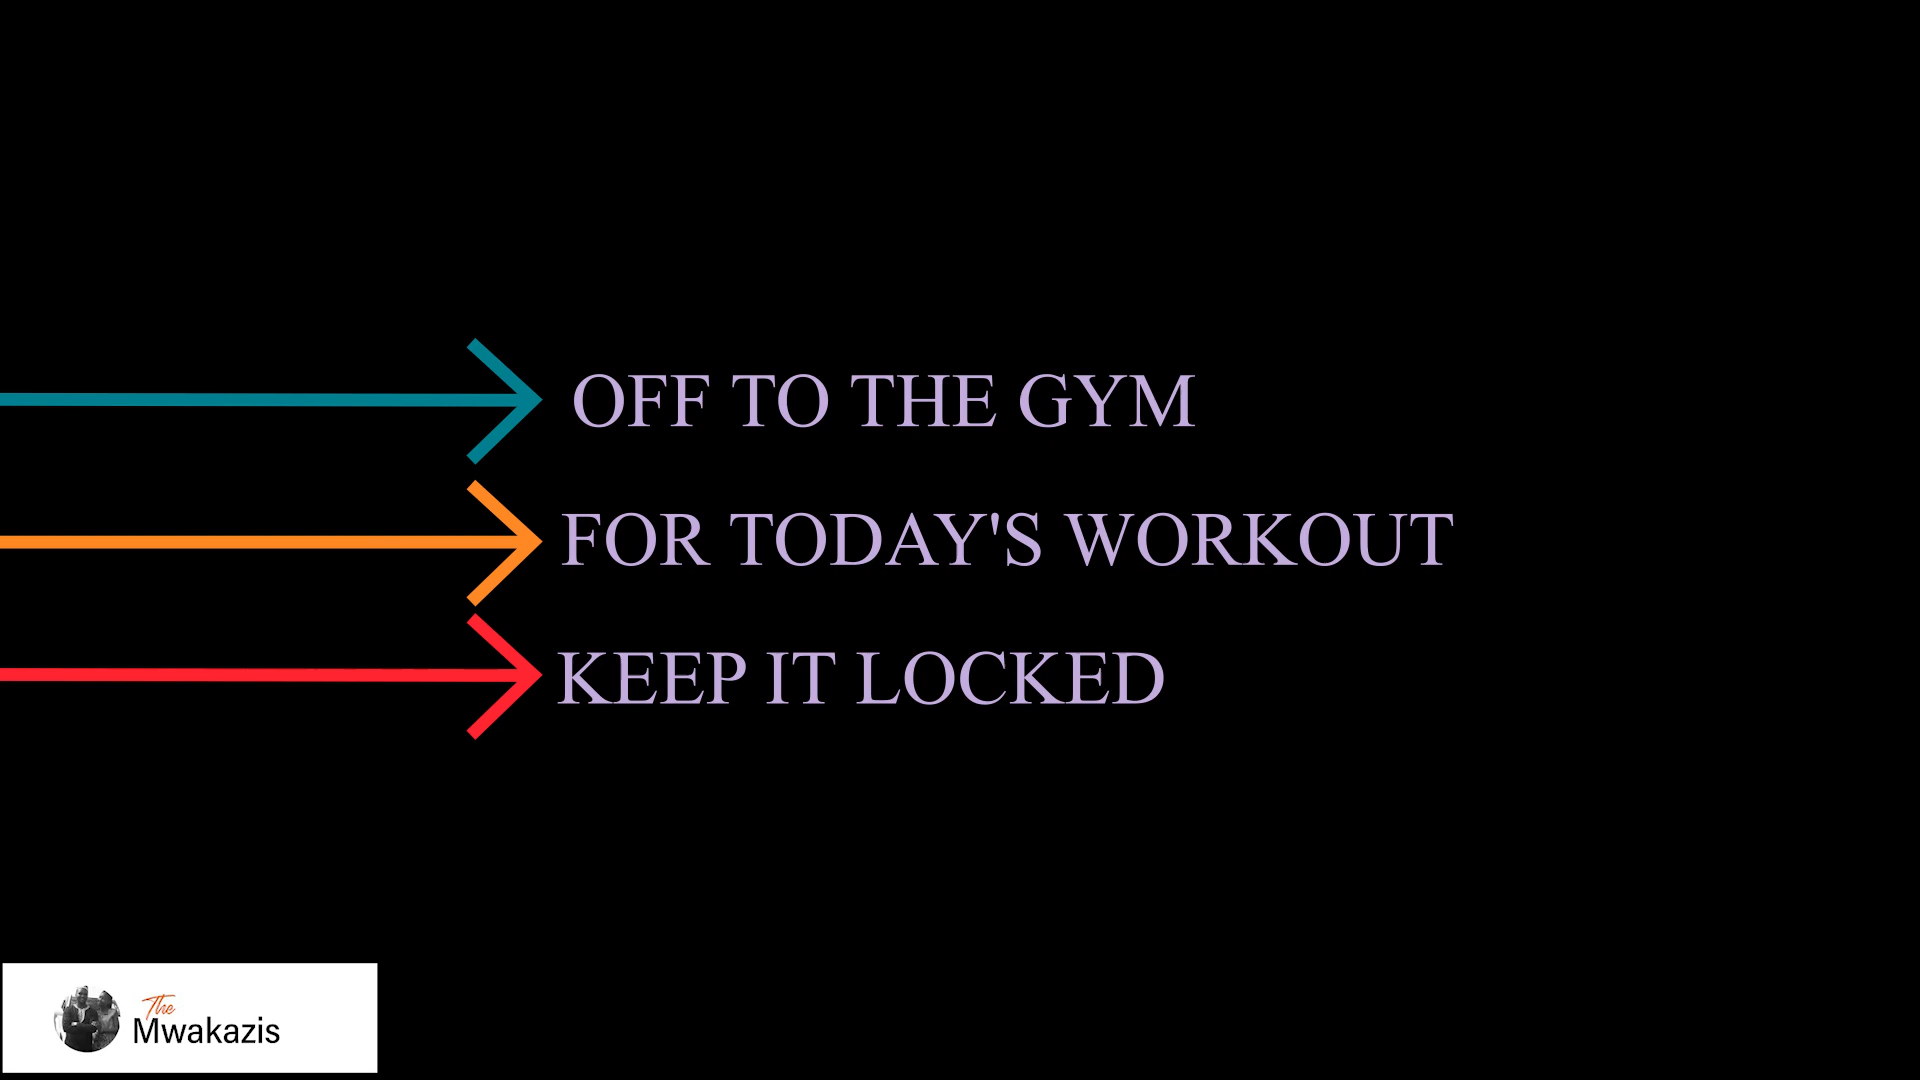 OFF TO THE GYM
FOR TODAY'S WORKOUT
KEEP IT LOCKED
The
Mwakazis